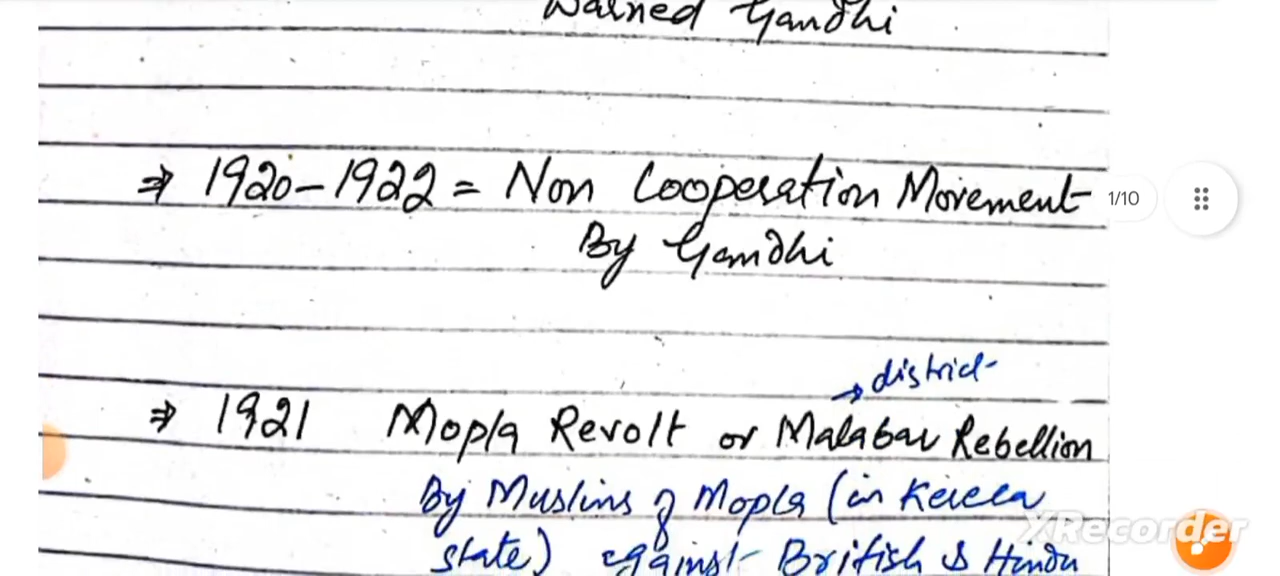 Warned Gandhi
⇒ 1920-1922 = Non Cooperation Movement
1/10
By Gandhi
→ district
⇒ 1921 Mopla Revolt or Malabar Rebellion
By Muslims of Mopla (in Kerela
state) against British & Hindu
XRecorder